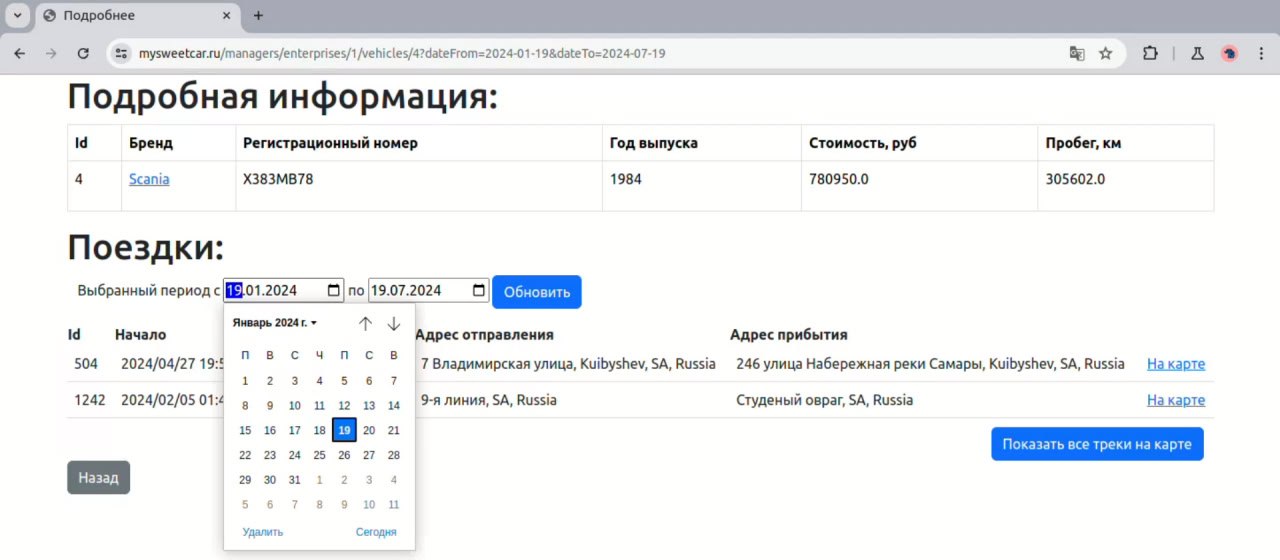 Подробнее
mysweetcar.ru/managers/enterprises/1/vehicles/4?dateFrom=2024-01-19&dateTo=2024-07-19
Подробная информация:
Id Бренд Регистрационный номер Год выпуска Стоимость, руб Пробег, км
4 Scania X383MB78 1984 780950.0 305602.0
Поездки:
Выбранный период с 19.01.2024 по 19.07.2024 Обновить
Январь 2024 г.
Id Начало Адрес отправления Адрес прибытия
П В С Ч П С В
504 2024/04/27 19:5 7 Владимирская улица, Kuibyshev, SA, Russia 246 улица Набережная реки Самары, Kuibyshev, SA, Russia На карте
1 2 3 4 5 6 7
1242 2024/02/05 01:4 9-я линия, SA, Russia Студеный овраг, SA, Russia На карте
8 9 10 11 12 13 14
15 16 17 18 19 20 21
Показать все треки на карте
22 23 24 25 26 27 28
Назад
29 30 31 1 2 3 4
5 6 7 8 9 10 11
Удалить Сегодня